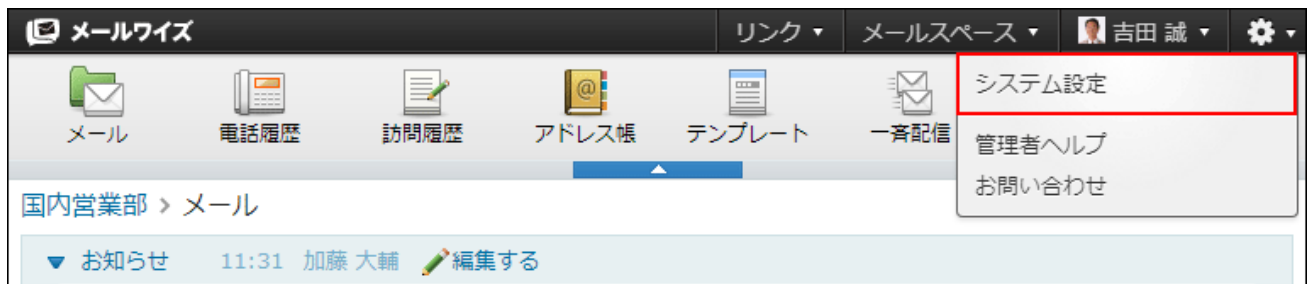 メールワイズ リンク ▼ メールスペース ▼ 吉田 誠 ▼
メール 電話履歴 訪問履歴 アドレス帳 テンプレート 一斉配信
システム設定
管理者ヘルプ
お問い合わせ
国内営業部 > メール
▼ お知らせ 11:31 加藤 大輔 編集する